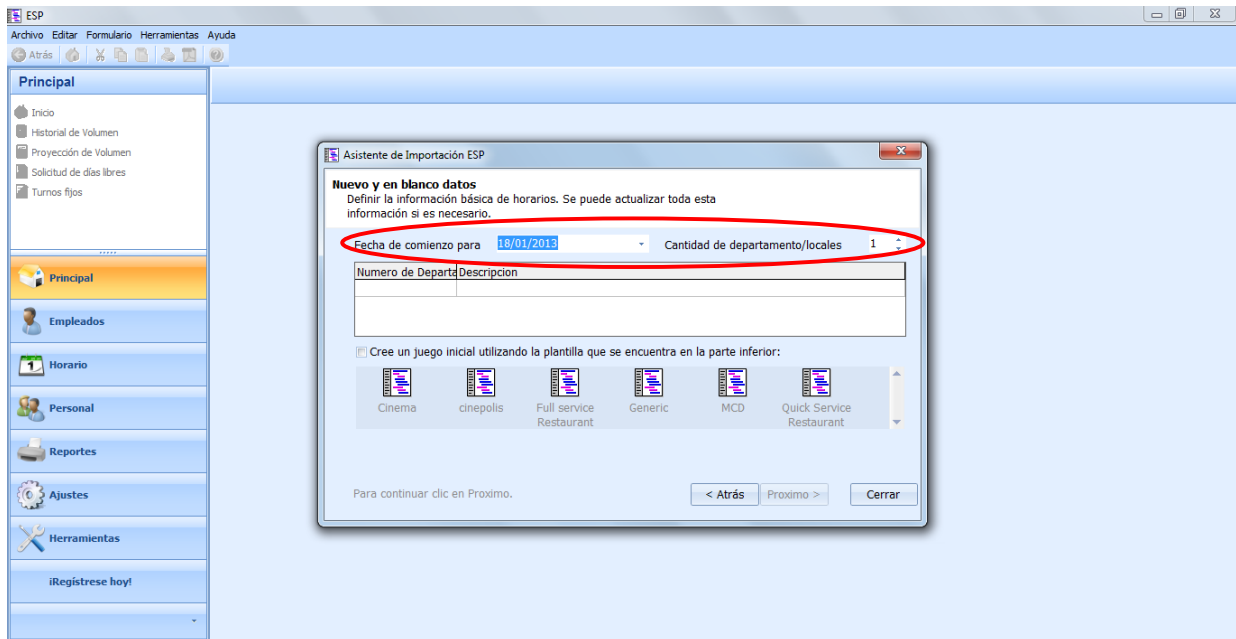 ESP
Archivo Editar Formulario Herramientas Ayuda
Atrás
Principal
Inicio
Historial de Volumen
Proyección de Volumen
Solicitud de días libres
Turnos fijos
Principal
Empleados
1
Horario
Personal
Reportes
Ajustes
Herramientas
¡Regístrese hoy!
Asistente de Importación ESP
Nuevo y en blanco datos
Definir la información básica de horarios. Se puede actualizar toda esta
información si es necesario.
Fecha de comienzo para 18/01/2013 Cantidad de departamento/locales 1
Numero de Departa Descripcion
Cree un juego inicial utilizando la plantilla que se encuentra en la parte inferior:
Cinema cinepolis Full service Generic MCD Quick Service
Restaurant Restaurant
Para continuar clic en Proximo. < Atrás Proximo > Cerrar